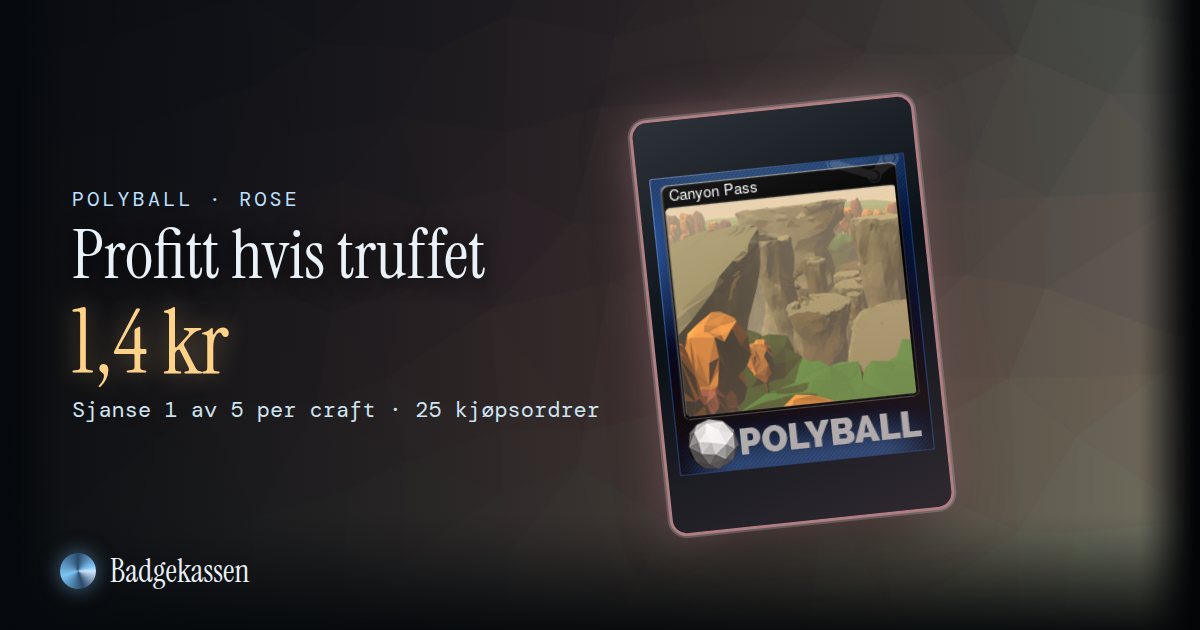 POLYBALL · ROSE
Profitt hvis truffet
1,4 kr
Sjanse 1 av 5 per craft · 25 kjøpsordrer
Canyon Pass
POLYBALL
Badgekassen